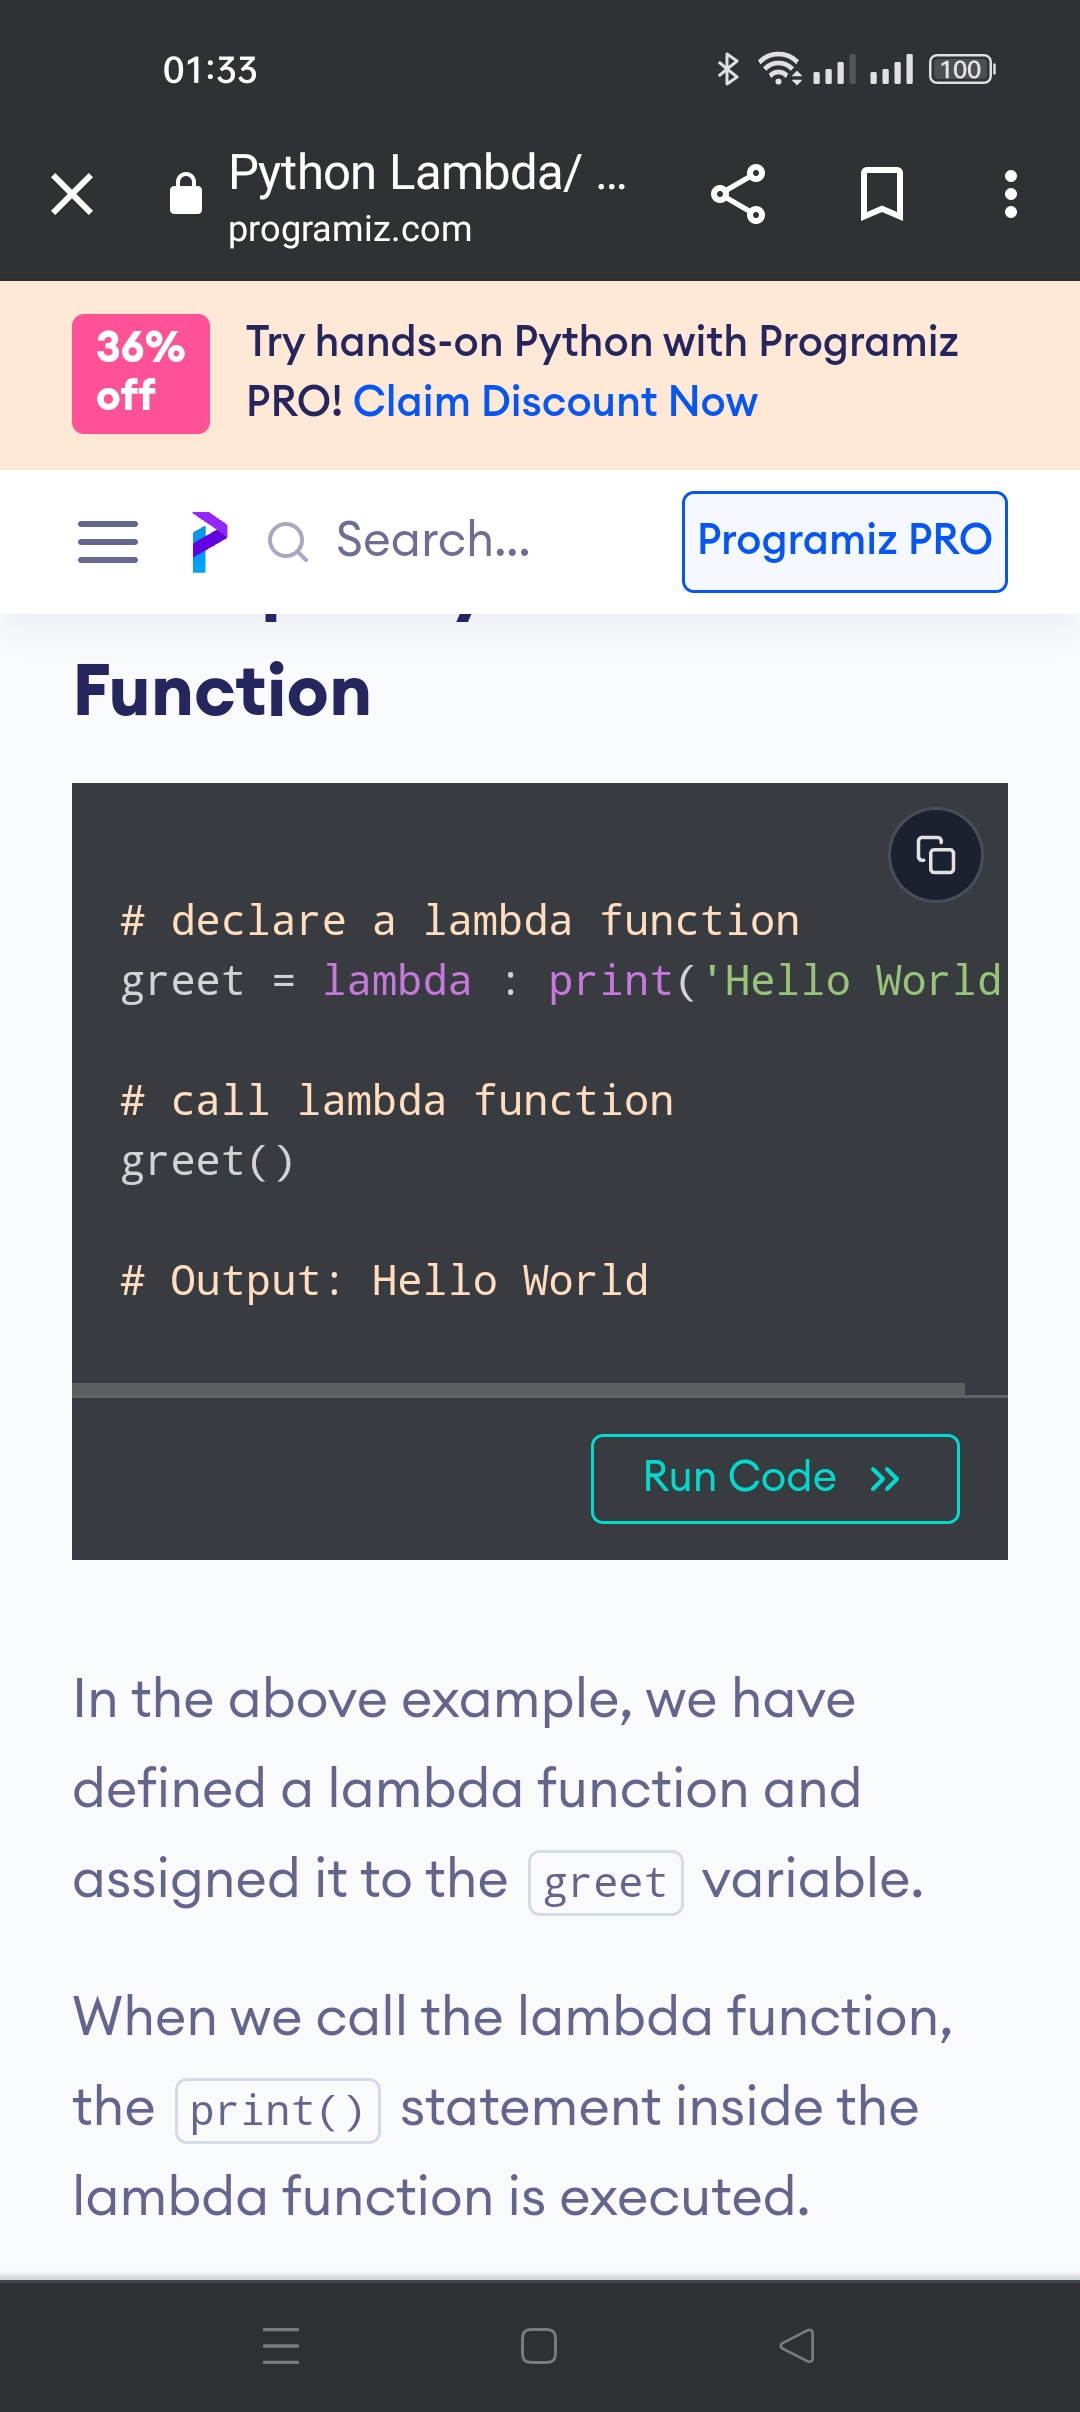 01:33
100
Python Lambda/ ...
programiz.com
36%
off
Try hands-on Python with Programiz
PRO! Claim Discount Now
Search...
Programiz PRO
Function
# declare a lambda function
greet = lambda : print('Hello World
# call lambda function
greet()
# Output: Hello World
Run Code »
In the above example, we have
defined a lambda function and
assigned it to the greet variable.
When we call the lambda function,
the print() statement inside the
lambda function is executed.